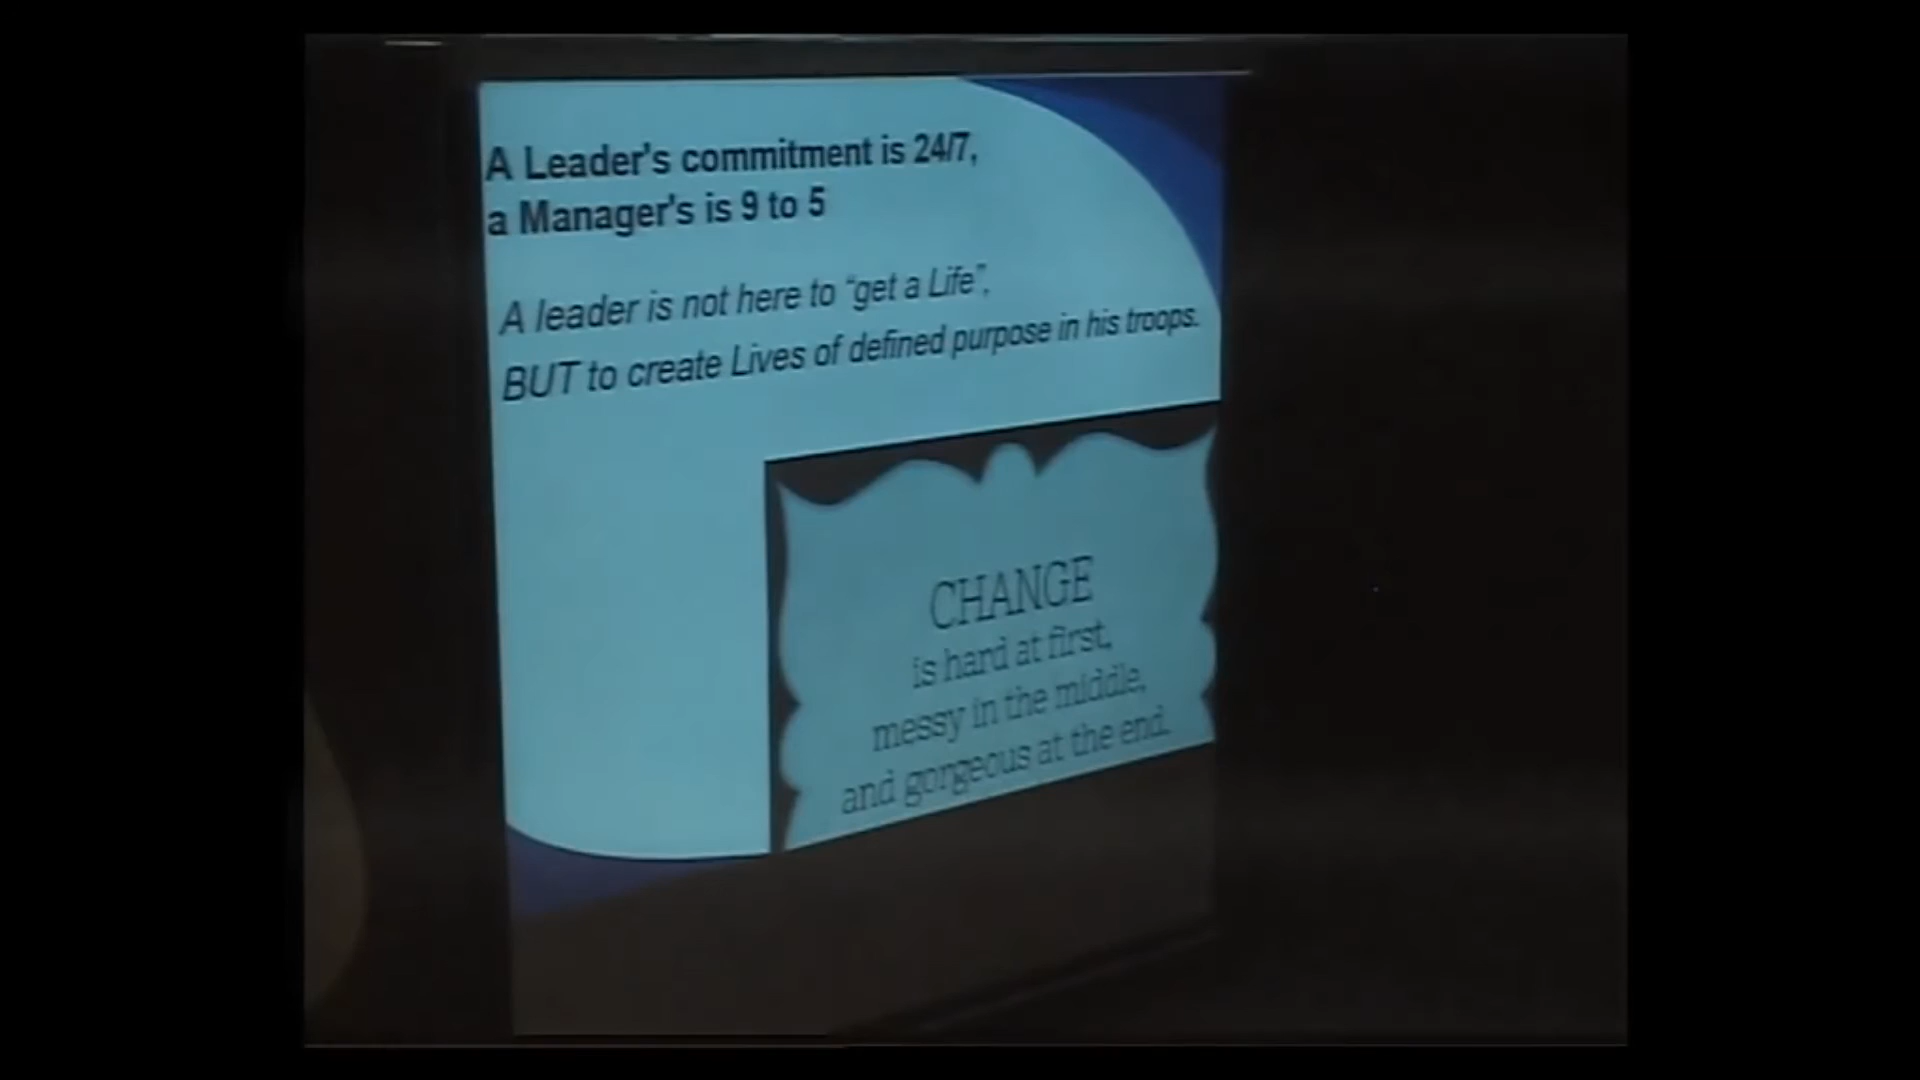 A Leader's commitment is 24/7,
a Manager's is 9 to 5
A leader is not here to “get a Life”,
BUT to create Lives of defined purpose in his troops.
CHANGE
is hard at first,
messy in the middle,
and gorgeous at the end.